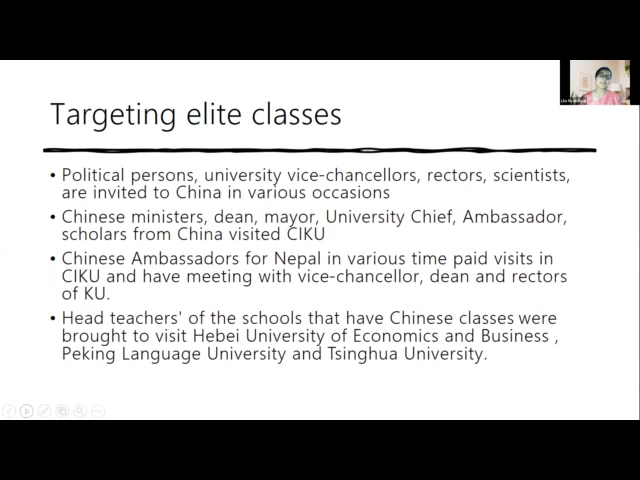 Targeting elite classes
• Political persons, university vice-chancellors, rectors, scientists,
are invited to China in various occasions
• Chinese ministers, dean, mayor, University Chief, Ambassador,
scholars from China visited CIKU
• Chinese Ambassadors for Nepal in various time paid visits in
CIKU and have meeting with vice-chancellor, dean and rectors
of KU.
• Head teachers' of the schools that have Chinese classes were
brought to visit Hebei University of Economics and Business ,
Peking Language University and Tsinghua University.